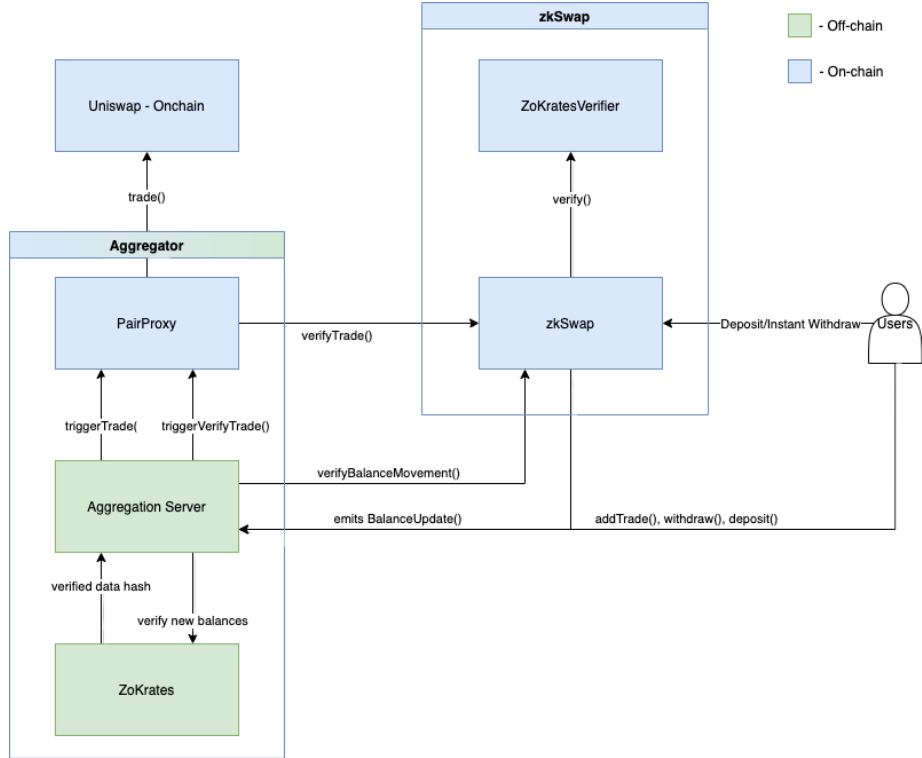 zkSwap
- Off-chain
- On-chain
Uniswap - Onchain
ZoKratesVerifier
trade()
verify()
Aggregator
PairProxy
verifyTrade()
zkSwap
Deposit/Instant Withdraw
Users
triggerTrade(
triggerVerifyTrade()
verifyBalanceMovement()
Aggregation Server
emits BalanceUpdate()
addTrade(), withdraw(), deposit()
verified data hash
verify new balances
ZoKrates